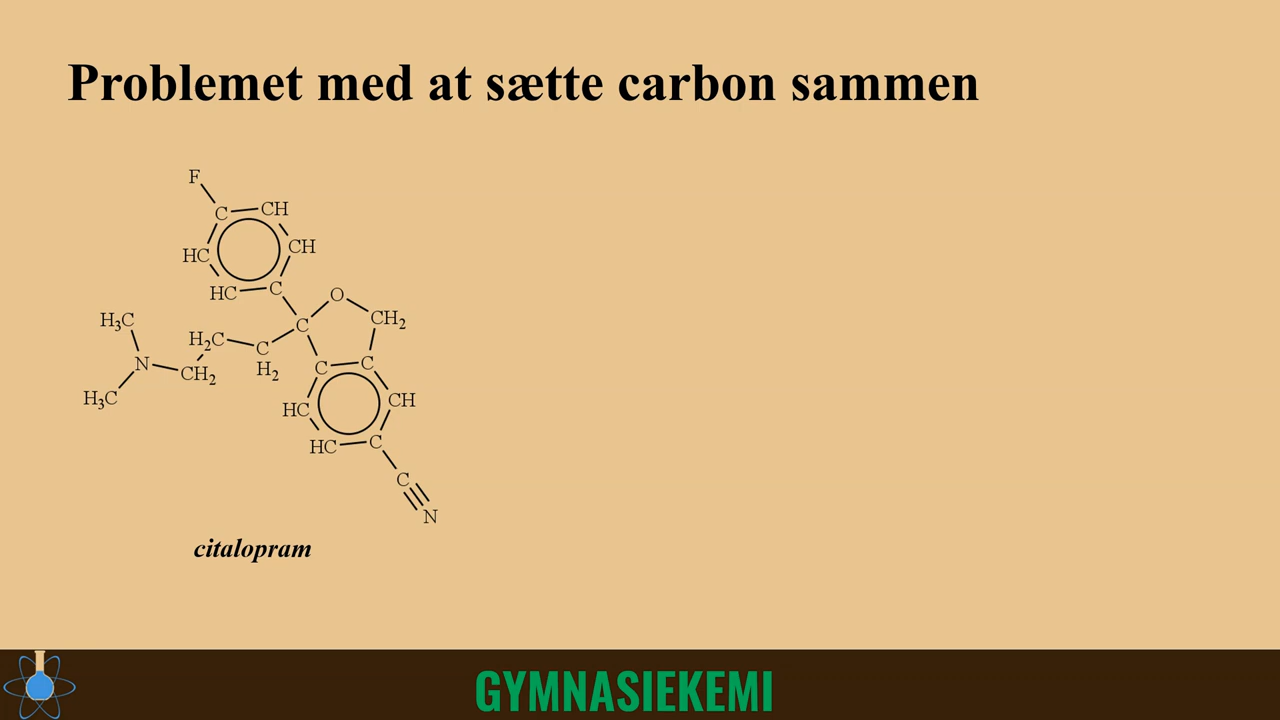 Problemet med at sætte carbon sammen
F
C CH
HC CH
HC C
O
H₃C C CH₂
H₂C C
H₂
N CH₂ C C
H₃C HC CH
HC C
C
N
citalopram
GYMNASIEKEMI